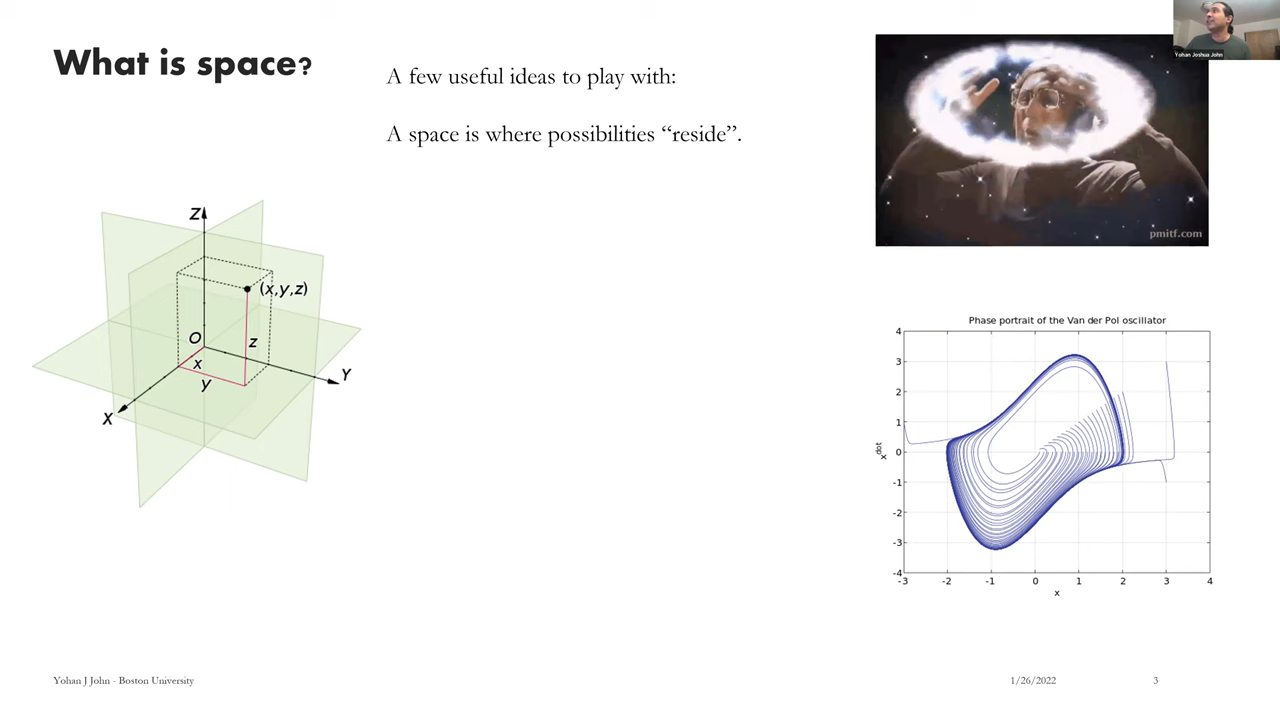 What is space?
A few useful ideas to play with:
A space is where possibilities “reside”.
Yohan Joshua John
pmitf.com
Z
(x,y,z)
O
z
x
y
Y
X
Phase portrait of the Van der Pol oscillator
4
3
2
1
0
-1
-2
-3
-4
x^dot
-3 -2 -1 0 1 2 3 4
x
Yohan J John - Boston University 1/26/2022 3